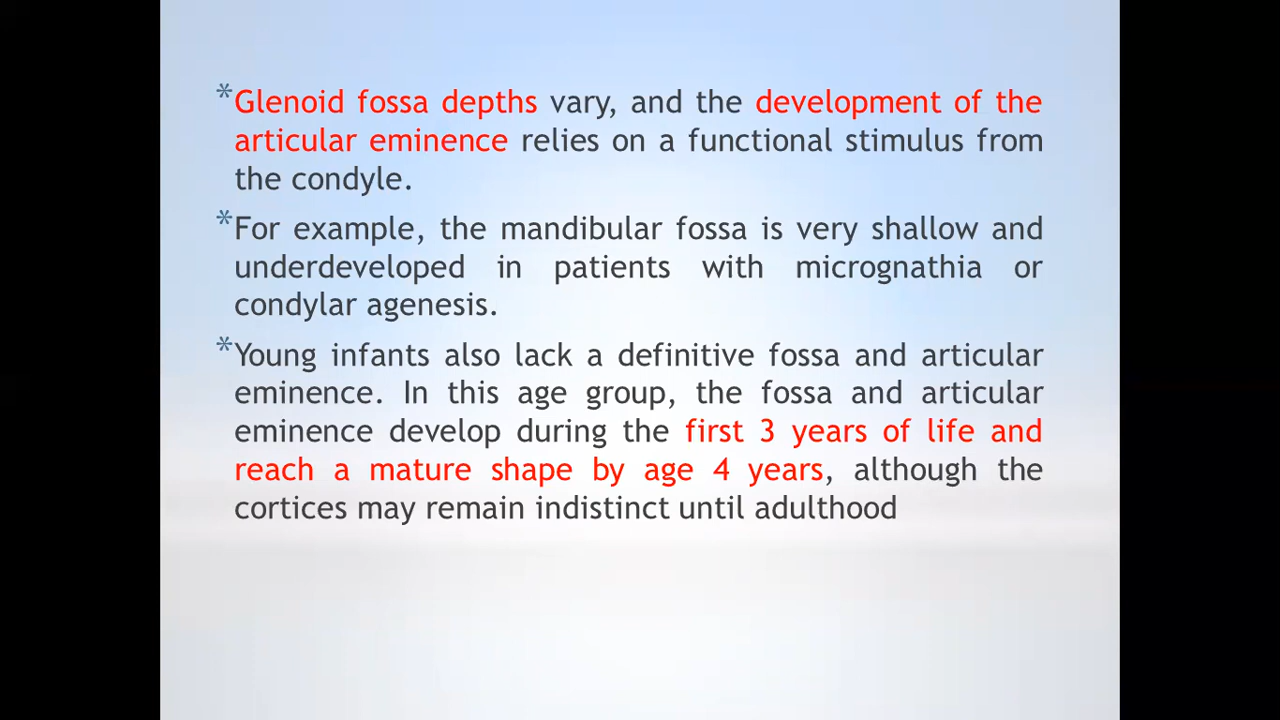 *Glenoid fossa depths vary, and the development of the
articular eminence relies on a functional stimulus from
the condyle.
*For example, the mandibular fossa is very shallow and
underdeveloped in patients with micrognathia or
condylar agenesis.
*Young infants also lack a definitive fossa and articular
eminence. In this age group, the fossa and articular
eminence develop during the first 3 years of life and
reach a mature shape by age 4 years, although the
cortices may remain indistinct until adulthood